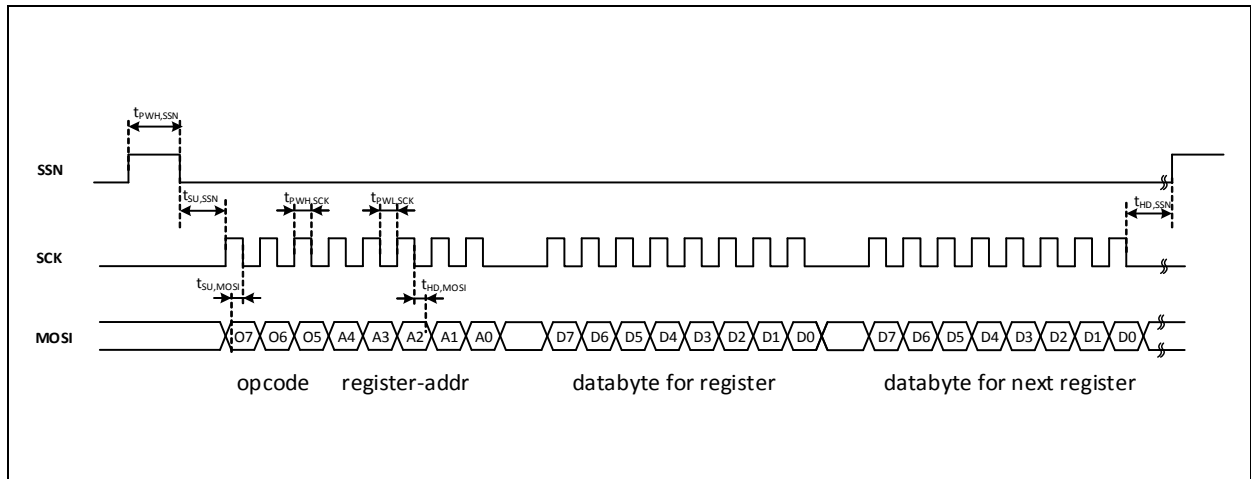 tPWH,SSN
SSN
tSU,SSN
tPWH,SCK
tPWL,SCK
tHD,SSN
SCK
tSU,MOSI
tHD,MOSI
MOSI
O7 O6 O5 A4 A3 A2 A1 A0 D7 D6 D5 D4 D3 D2 D1 D0 D7 D6 D5 D4 D3 D2 D1 D0
opcode register-addr databyte for register databyte for next register